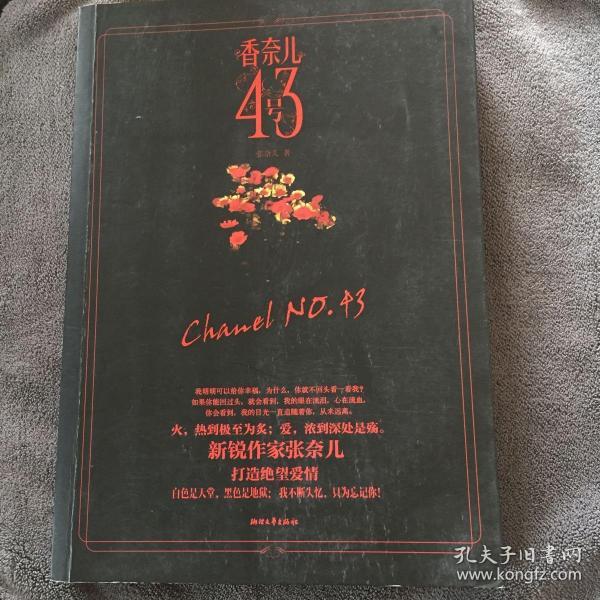 香奈儿
43号
张奈儿 著
Chanel NO.43
我明明可以给你幸福，为什么，你就不回头看一看我？
如果你能回过头，就会看到，我的眼在流泪，心在流血，
你会看到，我的目光一直追随着你，从未远离。
火，热到极至为炙；爱，浓到深处是殇。
新锐作家张奈儿
打造绝望爱情
白色是天堂，黑色是地狱；我不断失忆，只为忘记你！
湖南文艺出版社
孔夫子旧书网
www.kongfz.com